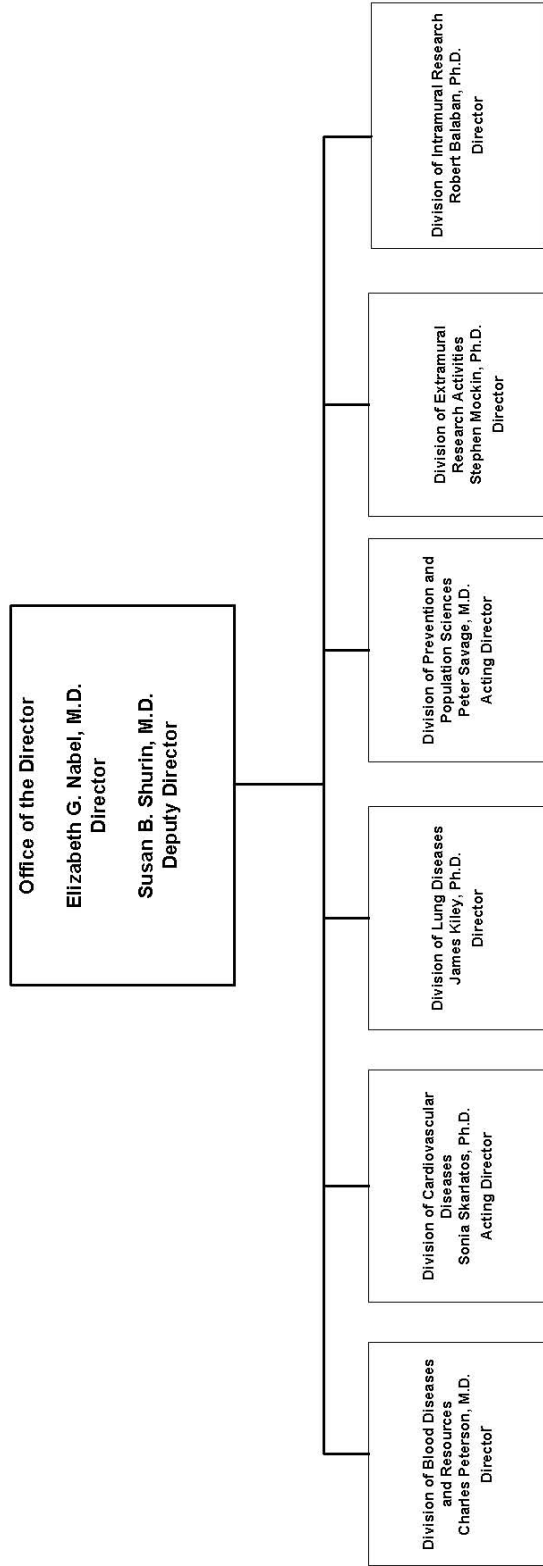 Office of the Director
Elizabeth G. Nabel, M.D.
Director
Susan B. Shurin, M.D.
Deputy Director
Division of Blood Diseases
and Resources
Charles Peterson, M.D.
Director
Division of Cardiovascular
Diseases
Sonia Skarlatos, Ph.D.
Acting Director
Division of Lung Diseases
James Kiley, Ph.D.
Director
Division of Prevention and
Population Sciences
Peter Savage, M.D.
Acting Director
Division of Extramural
Research Activities
Stephen Mockin, Ph.D.
Director
Division of Intramural Research
Robert Balaban, Ph.D.
Director